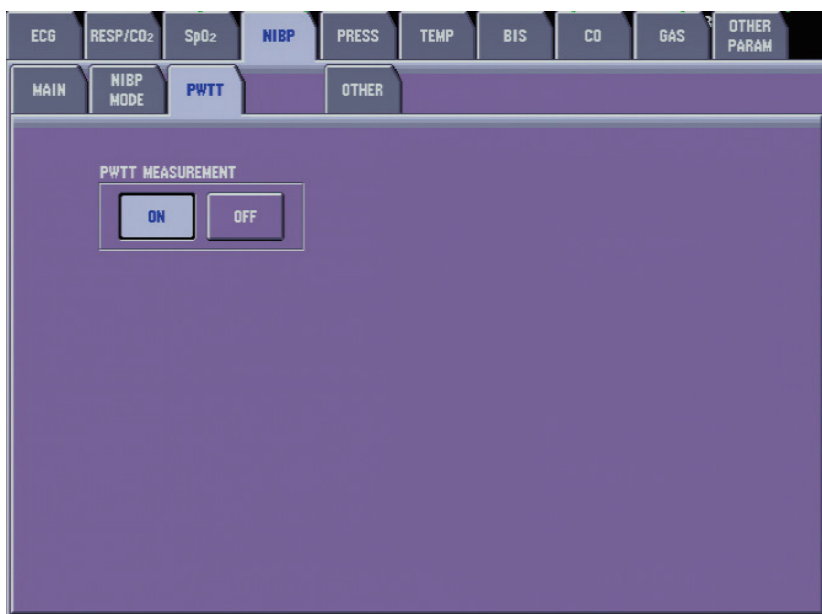 ECG RESP/CO2 SpO2 NIBP PRESS TEMP BIS CO GAS OTHER
PARAM
MAIN NIBP
MODE PWTT OTHER
PWTT MEASUREMENT
ON OFF